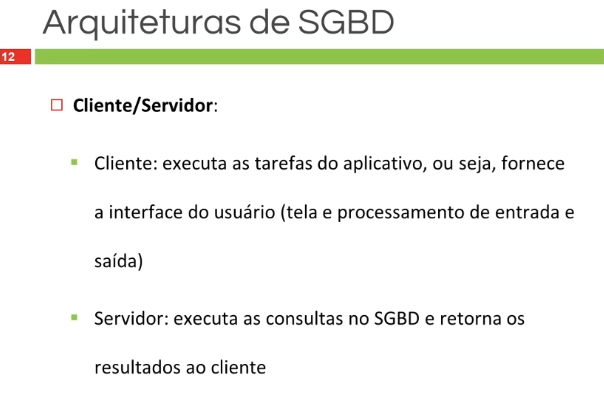 Arquiteturas de SGBD
12
Cliente/Servidor:
Cliente: executa as tarefas do aplicativo, ou seja, fornece
a interface do usuário (tela e processamento de entrada e
saída)
Servidor: executa as consultas no SGBD e retorna os
resultados ao cliente